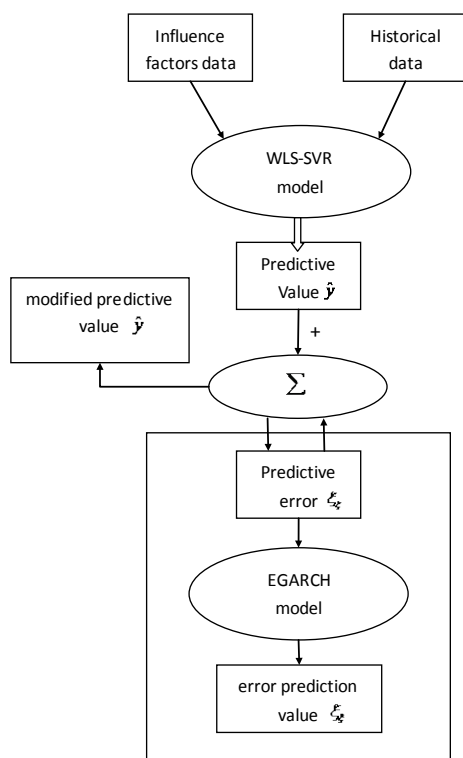 Influence
factors data
Historical
data
WLS-SVR
model
Predictive
Value ŷ
modified predictive
value ŷ
+
Σ
Predictive
error ξ
EGARCH
model
error prediction
value ξ